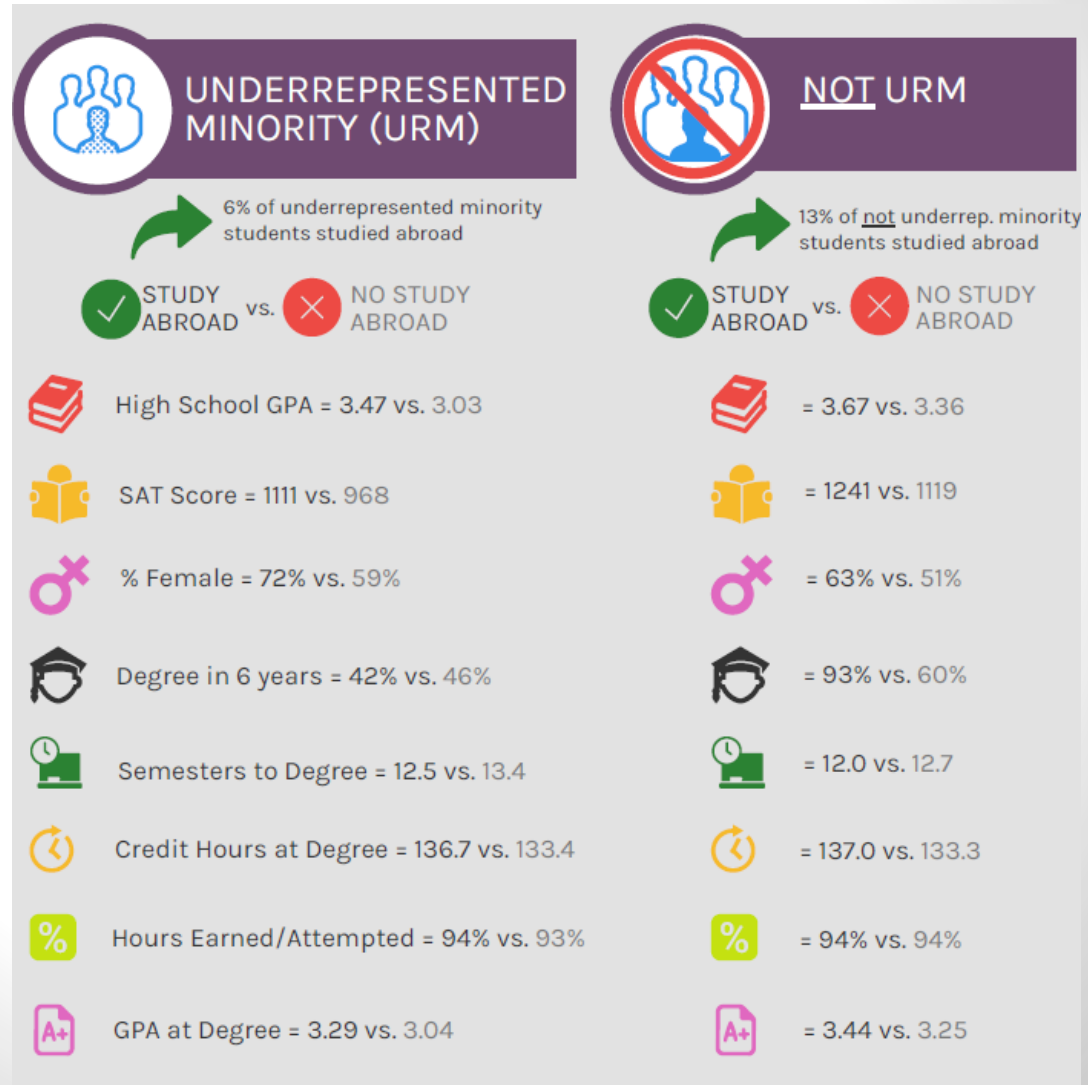 UNDERREPRESENTED
MINORITY (URM)
6% of underrepresented minority
students studied abroad
STUDY
ABROAD
vs.
NO STUDY
ABROAD
High School GPA = 3.47 vs. 3.03
SAT Score = 1111 vs. 968
% Female = 72% vs. 59%
Degree in 6 years = 42% vs. 46%
Semesters to Degree = 12.5 vs. 13.4
Credit Hours at Degree = 136.7 vs. 133.4
%
Hours Earned/Attempted = 94% vs. 93%
A+
GPA at Degree = 3.29 vs. 3.04
NOT URM
13% of not underrep. minority
students studied abroad
STUDY
ABROAD
vs.
NO STUDY
ABROAD
= 3.67 vs. 3.36
= 1241 vs. 1119
= 63% vs. 51%
= 93% vs. 60%
= 12.0 vs. 12.7
= 137.0 vs. 133.3
%
= 94% vs. 94%
A+
= 3.44 vs. 3.25